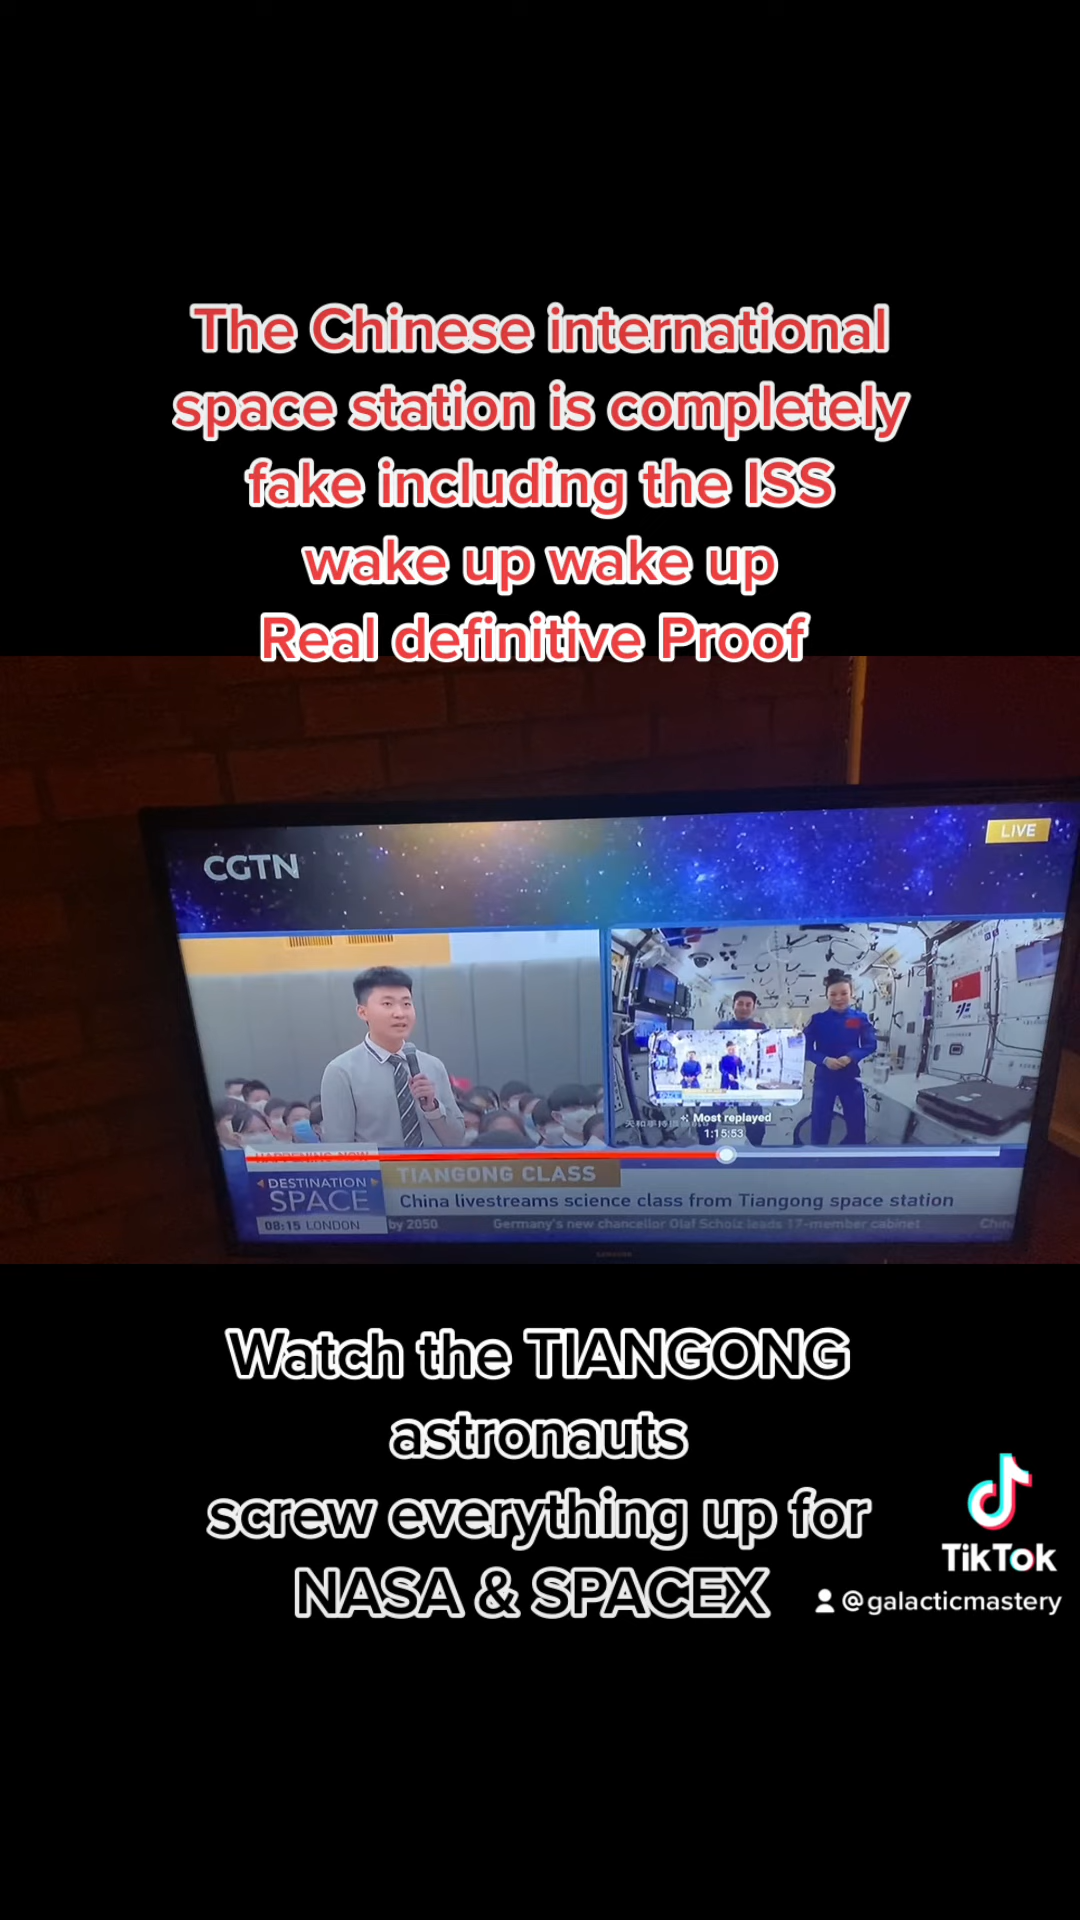 The Chinese international
space station is completely
fake including the ISS
wake up wake up
Real definitive Proof
CGTN
LIVE
Most replayed
1:15:53
HAPPENING NOW
TIANGONG CLASS
DESTINATION
SPACE
China livestreams science class from Tiangong space station
08:15 LONDON
by 2050
Germany's new chancellor Olaf Scholz leads 17-member cabinet
SAMSUNG
Watch the TIANGONG
astronauts
screw everything up for
NASA & SPACEX
TikTok
@galacticmastery